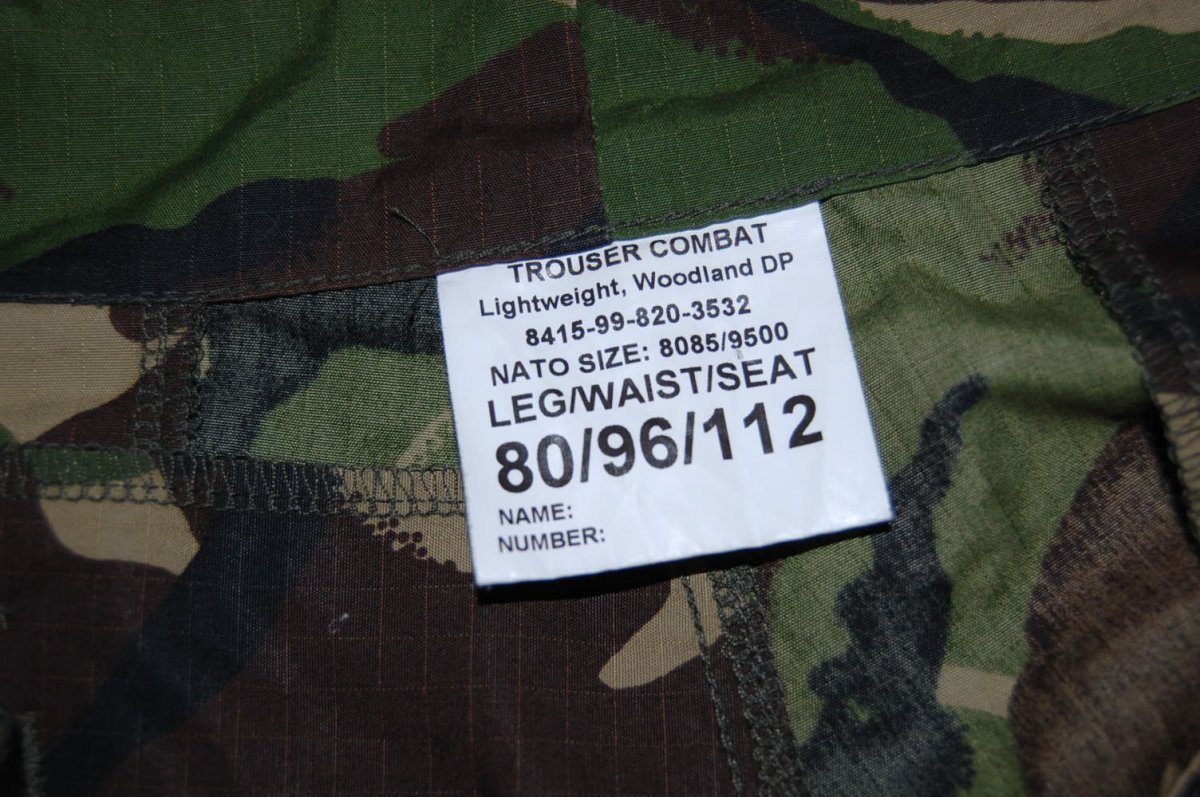 TROUSER COMBAT
Lightweight, Woodland DP
8415-99-820-3532
NATO SIZE: 8085/9500
LEG/WAIST/SEAT
80/96/112
NAME:
NUMBER: